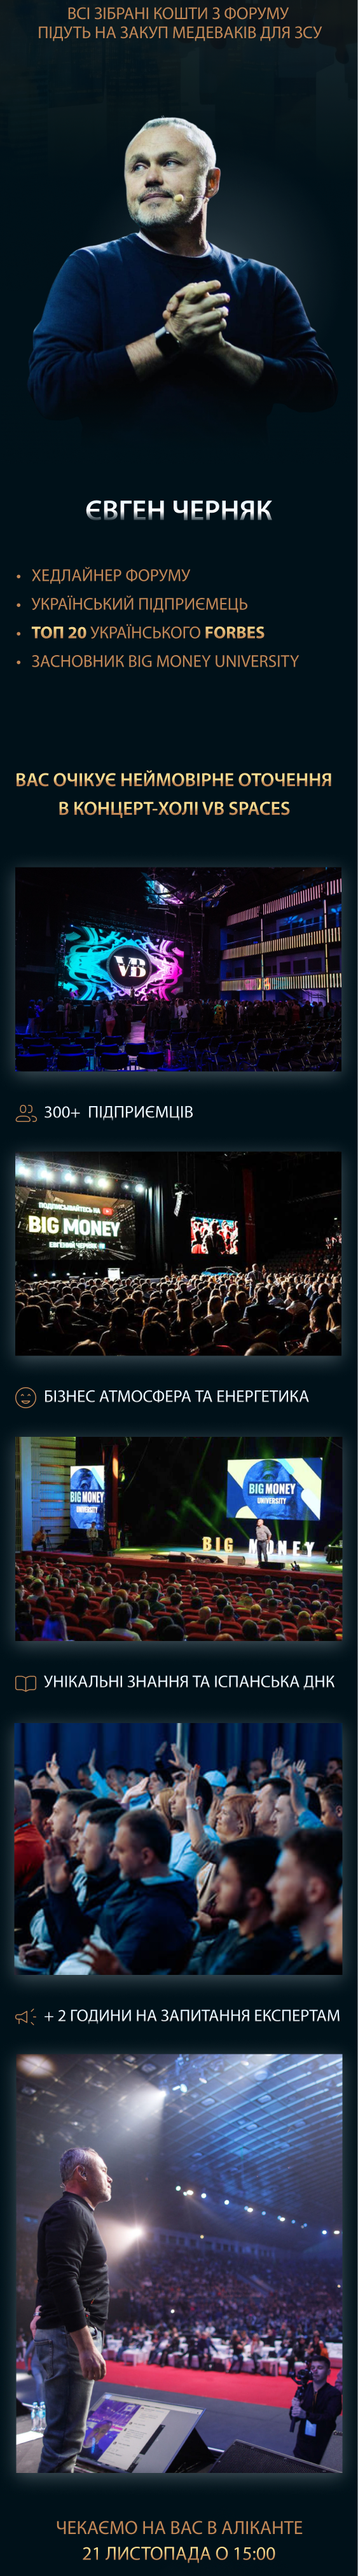 ВСІ ЗІБРАНІ КОШТИ З ФОРУМУ
ПІДУТЬ НА ЗАКУП МЕДЕВАКІВ ДЛЯ ЗСУ
ЄВГЕН ЧЕРНЯК
• ХЕДЛАЙНЕР ФОРУМУ
• УКРАЇНСЬКИЙ ПІДПРИЄМЕЦЬ
• ТОП 20 УКРАЇНСЬКОГО FORBES
• ЗАСНОВНИК BIG MONEY UNIVERSITY
ВАС ОЧІКУЄ НЕЙМОВІРНЕ ОТОЧЕННЯ
В КОНЦЕРТ-ХОЛІ VB SPACES
VB
300+ ПІДПРИЄМЦІВ
ПОДПИСЫВАЙТЕСЬ НА
BIG MONEY
БІЗНЕС АТМОСФЕРА ТА ЕНЕРГЕТИКА
BIG MONEY
UNIVERSITY
BIG MONEY
UNIVERSITY
BIG MONEY
УНІКАЛЬНІ ЗНАННЯ ТА ІСПАНСЬКА ДНК
+ 2 ГОДИНИ НА ЗАПИТАННЯ ЕКСПЕРТАМ
ЧЕКАЄМО НА ВАС В АЛІКАНТЕ
21 ЛИСТОПАДА О 15:00